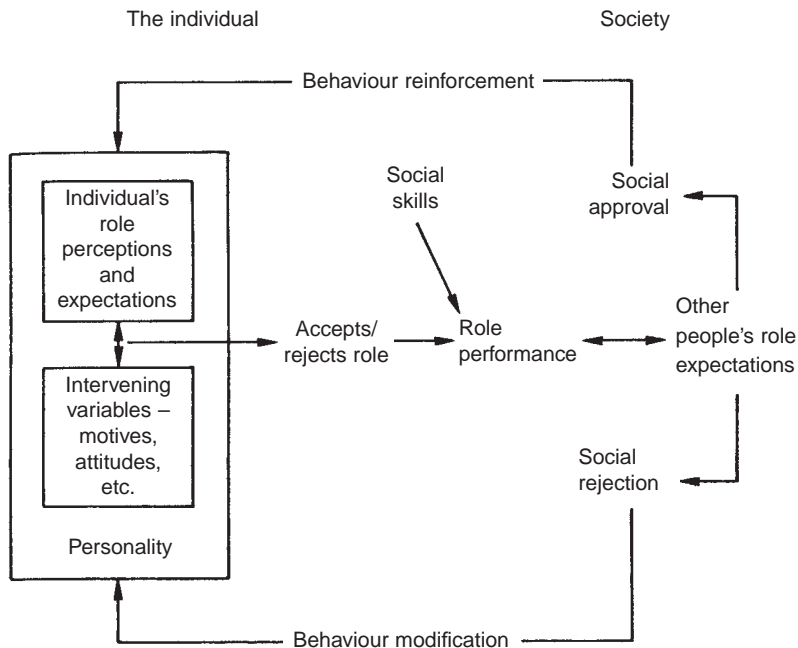 The individual
Society
Behaviour reinforcement
Individual's
role
perceptions
and
expectations
Intervening
variables –
motives,
attitudes,
etc.
Personality
Accepts/
rejects role
Social
skills
Role
performance
Social
approval
Other
people's role
expectations
Social
rejection
Behaviour modification